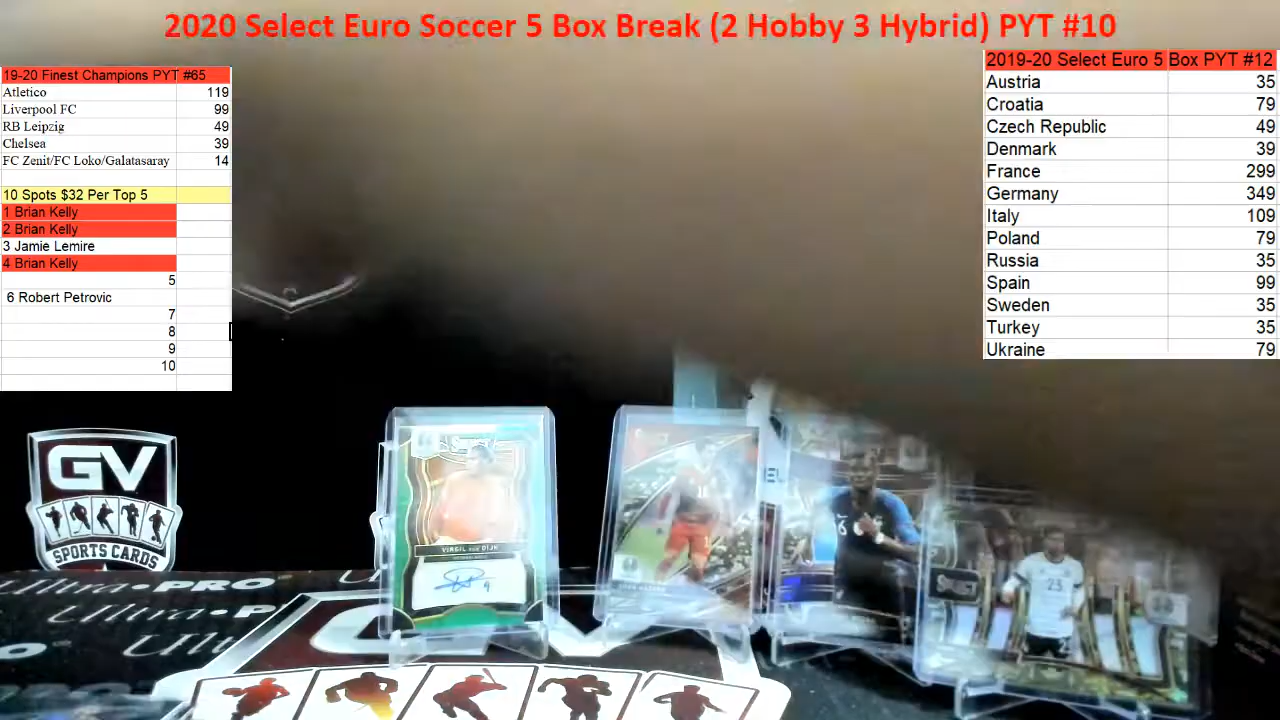 2020 Select Euro Soccer 5 Box Break (2 Hobby 3 Hybrid) PYT #10
19-20 Finest Champions PYT #65
Atletico 119
Liverpool FC 99
RB Leipzig 49
Chelsea 39
FC Zenit/FC Loko/Galatasaray 14
10 Spots $32 Per Top 5
1 Brian Kelly
2 Brian Kelly
3 Jamie Lemire
4 Brian Kelly
5
6 Robert Petrovic
7
8
9
10
2019-20 Select Euro 5 Box PYT #12
Austria 35
Croatia 79
Czech Republic 49
Denmark 39
France 299
Germany 349
Italy 109
Poland 79
Russia 35
Spain 99
Sweden 35
Turkey 35
Ukraine 79
GV
SPORTS CARDS
VIRGIL VAN DIJK
23
Ultra•PRO
Ultra•P